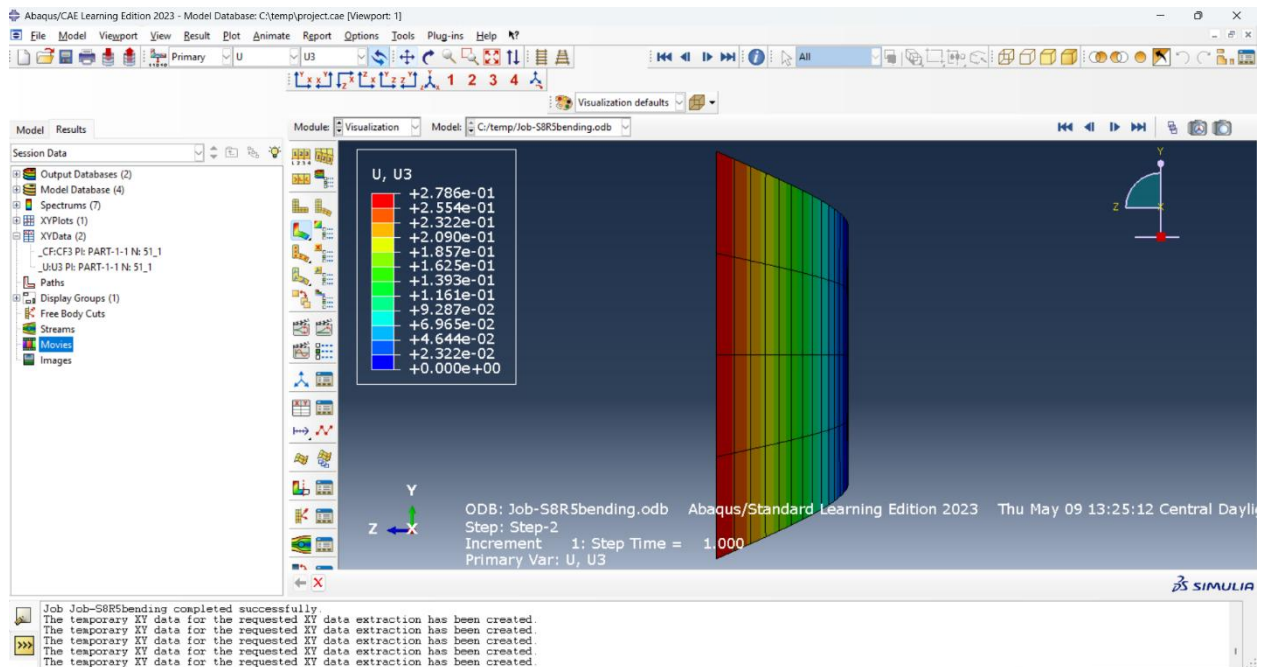 Abaqus/CAE Learning Edition 2023 - Model Database: C:\temp\project.cae [Viewport: 1]
File Model Viewport View Result Plot Animate Report Options Tools Plug-ins Help
Primary U U3 All
1 2 3 4
Visualization defaults
Model Results
Module: Visualization Model: C:/temp/Job-S8R5bending.odb
Session Data
Output Databases (2)
Model Database (4)
Spectrums (7)
XYPlots (1)
XYData (2)
_CF:CF3 PI: PART-1-1 N: 51_1
_U:U3 PI: PART-1-1 N: 51_1
Paths
Display Groups (1)
Free Body Cuts
Streams
Movies
Images
U, U3
+2.786e-01
+2.554e-01
+2.322e-01
+2.090e-01
+1.857e-01
+1.625e-01
+1.393e-01
+1.161e-01
+9.287e-02
+6.965e-02
+4.644e-02
+2.322e-02
+0.000e+00
Y
Z X
Y
Z X
ODB: Job-S8R5bending.odb Abaqus/Standard Learning Edition 2023 Thu May 09 13:25:12 Central Dayli
Step: Step-2
Increment 1: Step Time = 1.000
Primary Var: U, U3
SIMULIA
Job Job-S8R5bending completed successfully.
The temporary XY data for the requested XY data extraction has been created.
The temporary XY data for the requested XY data extraction has been created.
The temporary XY data for the requested XY data extraction has been created.
The temporary XY data for the requested XY data extraction has been created.
The temporary XY data for the requested XY data extraction has been created.